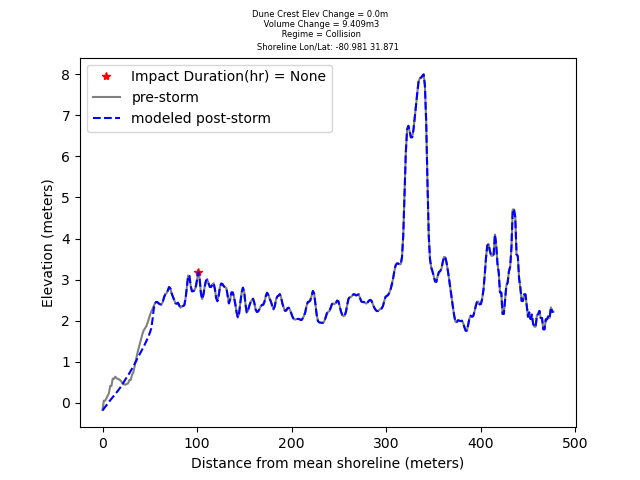 Dune Crest Elev Change = 0.0m
Volume Change = 9.409m3
Regime = Collision
Shoreline Lon/Lat: -80.981 31.871
Impact Duration(hr) = None
pre-storm
modeled post-storm
Elevation (meters)
8
7
6
5
4
3
2
1
0
0 100 200 300 400 500
Distance from mean shoreline (meters)